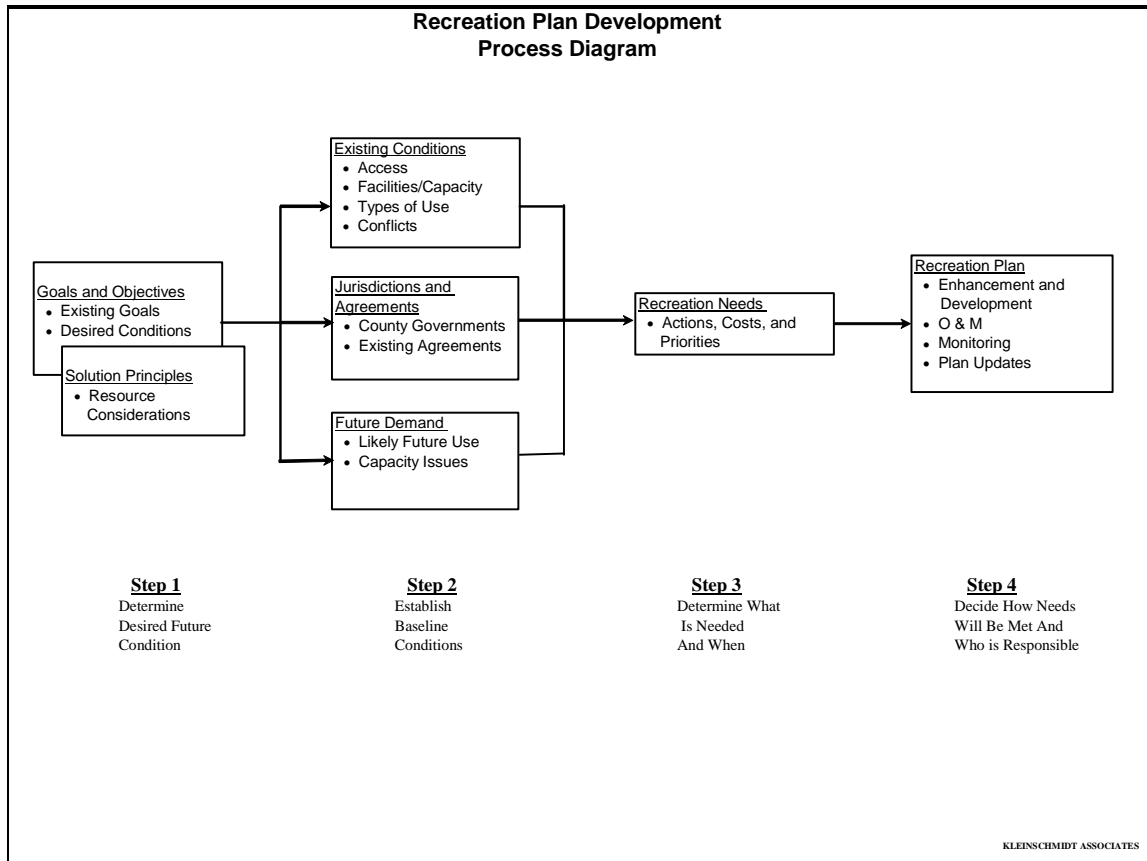 Recreation Plan Development
Process Diagram
Goals and Objectives
• Existing Goals
• Desired Conditions
Solution Principles
• Resource
Considerations
Existing Conditions
• Access
• Facilities/Capacity
• Types of Use
• Conflicts
Jurisdictions and
Agreements
• County Governments
• Existing Agreements
Future Demand
• Likely Future Use
• Capacity Issues
Recreation Needs
• Actions, Costs, and
Priorities
Recreation Plan
• Enhancement and
Development
• O & M
• Monitoring
• Plan Updates
Step 1
Determine
Desired Future
Condition
Step 2
Establish
Baseline
Conditions
Step 3
Determine What
Is Needed
And When
Step 4
Decide How Needs
Will Be Met And
Who is Responsible
KLEINSCHMIDT ASSOCIATES